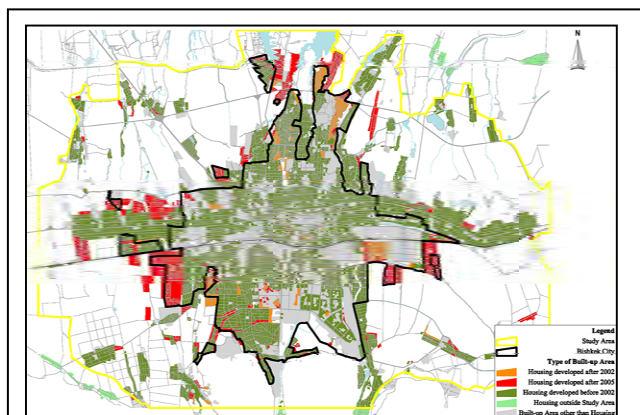 N
Legend
Study Area
Bishkek City
Type of Built-up Area
Housing developed after 2002
Housing developed after 2005
Housing developed before 2002
Housing outside Study Area
Built-up Area other than Housing